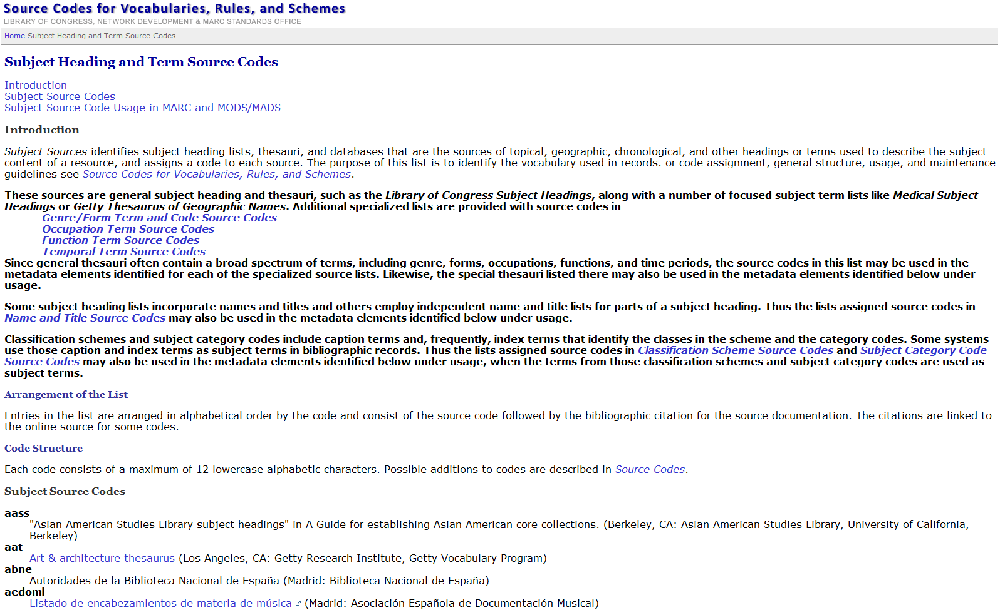 Source Codes for Vocabularies, Rules, and Schemes
LIBRARY OF CONGRESS, NETWORK DEVELOPMENT & MARC STANDARDS OFFICE
Home Subject Heading and Term Source Codes
Subject Heading and Term Source Codes
Introduction
Subject Source Codes
Subject Source Code Usage in MARC and MODS/MADS
Introduction
Subject Sources identifies subject heading lists, thesauri, and databases that are the sources of topical, geographic, chronological, and other headings or terms used to describe the subject
content of a resource, and assigns a code to each source. The purpose of this list is to identify the vocabulary used in records. or code assignment, general structure, usage, and maintenance
guidelines see Source Codes for Vocabularies, Rules, and Schemes.
These sources are general subject heading and thesauri, such as the Library of Congress Subject Headings, along with a number of focused subject term lists like Medical Subject
Headings or Getty Thesaurus of Geographic Names. Additional specialized lists are provided with source codes in
Genre/Form Term and Code Source Codes
Occupation Term Source Codes
Function Term Source Codes
Temporal Term Source Codes
Since general thesauri often contain a broad spectrum of terms, including genre, forms, occupations, functions, and time periods, the source codes in this list may be used in the
metadata elements identified for each of the specialized source lists. Likewise, the special thesauri listed there may also be used in the metadata elements identified below under
usage.
Some subject heading lists incorporate names and titles and others employ independent name and title lists for parts of a subject heading. Thus the lists assigned source codes in
Name and Title Source Codes may also be used in the metadata elements identified below under usage.
Classification schemes and subject category codes include caption terms and, frequently, index terms that identify the classes in the scheme and the category codes. Some systems
use those caption and index terms as subject terms in bibliographic records. Thus the lists assigned source codes in Classification Scheme Source Codes and Subject Category Code
Source Codes may also be used in the metadata elements identified below under usage, when the terms from those classification schemes and subject category codes are used as
subject terms.
Arrangement of the List
Entries in the list are arranged in alphabetical order by the code and consist of the source code followed by the bibliographic citation for the source documentation. The citations are linked to
the online source for some codes.
Code Structure
Each code consists of a maximum of 12 lowercase alphabetic characters. Possible additions to codes are described in Source Codes.
Subject Source Codes
aass
"Asian American Studies Library subject headings" in A Guide for establishing Asian American core collections. (Berkeley, CA: Asian American Studies Library, University of California,
Berkeley)
aat
Art & architecture thesaurus (Los Angeles, CA: Getty Research Institute, Getty Vocabulary Program)
abne
Autoridades de la Biblioteca Nacional de España (Madrid: Biblioteca Nacional de España)
aedoml
Listado de encabezamientos de materia de música (Madrid: Asociación Española de Documentación Musical)